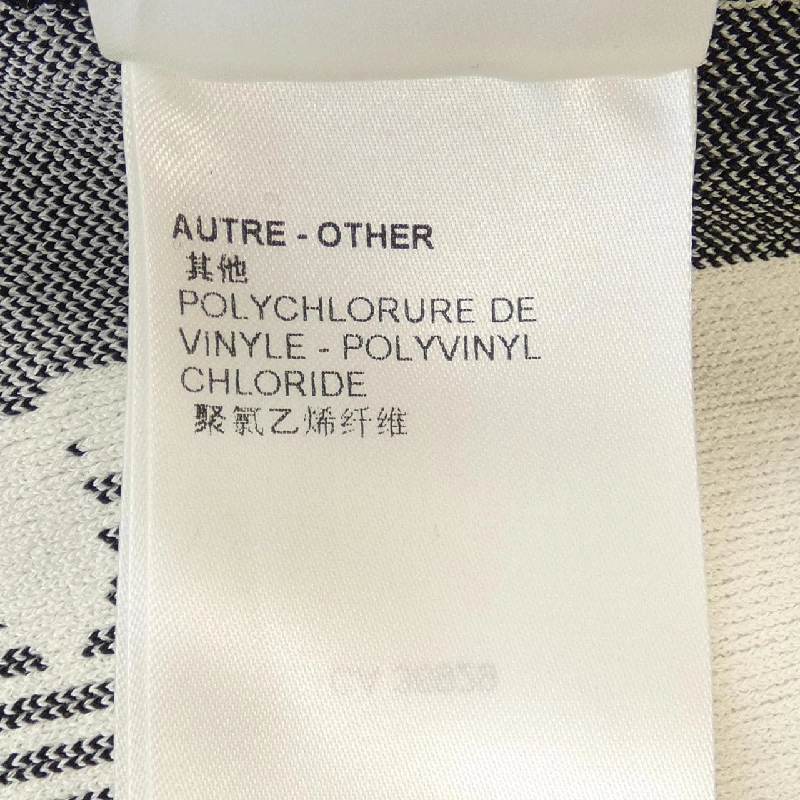 AUTRE - OTHER
其他
POLYCHLORURE DE
VINYLE - POLYVINYL
CHLORIDE
聚氯乙烯纤维